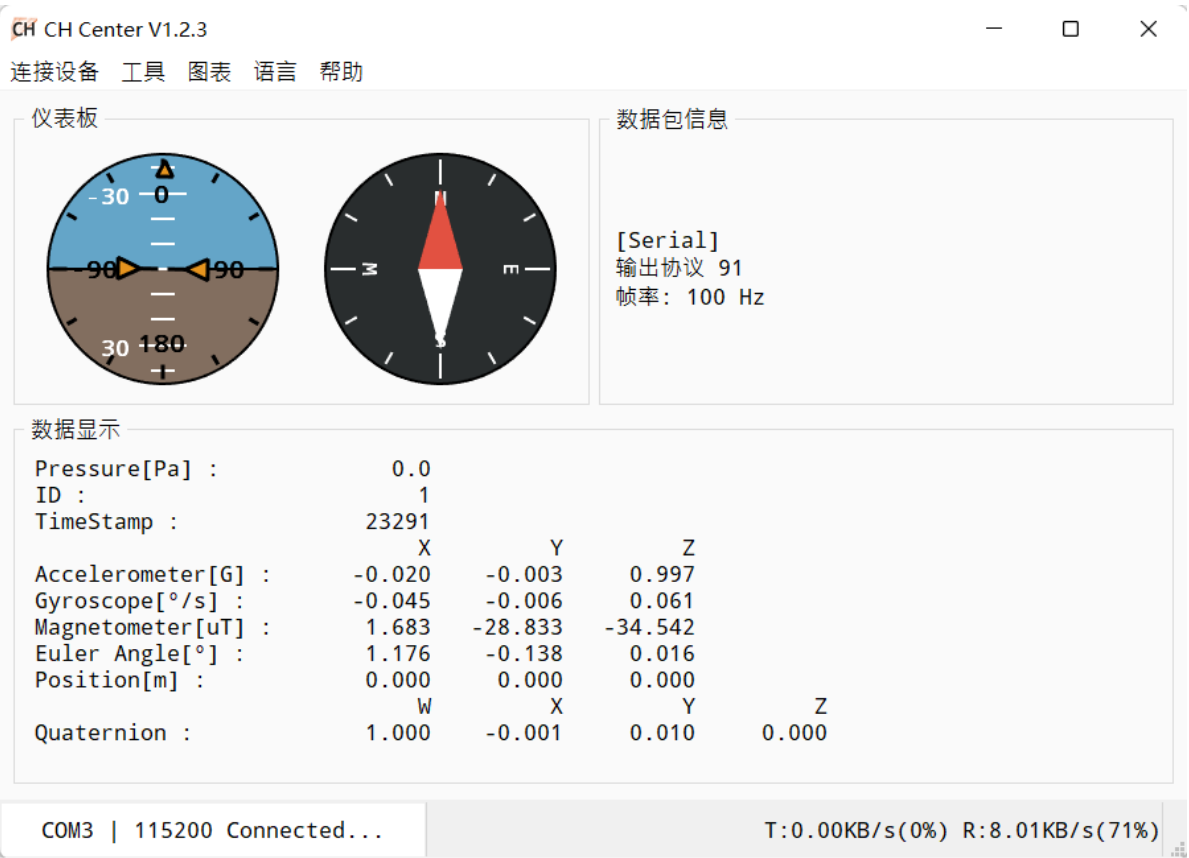 CH CH Center V1.2.3
连接设备 工具 图表 语言 帮助
仪表板
-30 0
-90 90
30 180
N
W E
S
数据包信息
[Serial]
输出协议 91
帧率: 100 Hz
数据显示
Pressure[Pa] : 0.0
ID : 1
TimeStamp : 23291
X Y Z
Accelerometer[G] : -0.020 -0.003 0.997
Gyroscope[°/s] : -0.045 -0.006 0.061
Magnetometer[uT] : 1.683 -28.833 -34.542
Euler Angle[°] : 1.176 -0.138 0.016
Position[m] : 0.000 0.000 0.000
W X Y Z
Quaternion : 1.000 -0.001 0.010 0.000
COM3 | 115200 Connected... T:0.00KB/s(0%) R:8.01KB/s(71%)